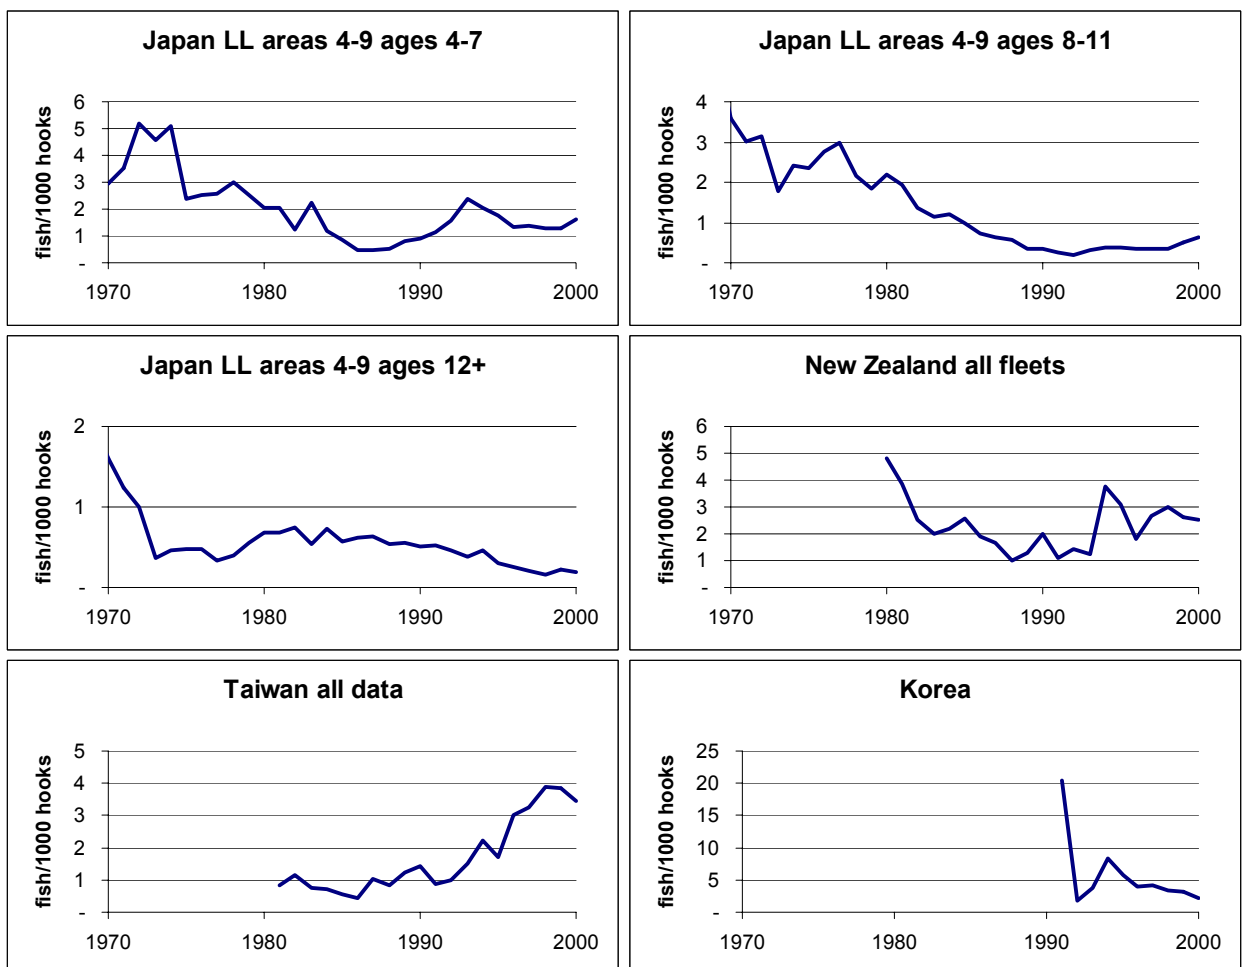 Japan LL areas 4-9 ages 4-7
fish/1000 hooks
6
5
4
3
2
1
-
1970 1980 1990 2000
Japan LL areas 4-9 ages 8-11
fish/1000 hooks
4
3
2
1
-
1970 1980 1990 2000
Japan LL areas 4-9 ages 12+
fish/1000 hooks
2
1
-
1970 1980 1990 2000
New Zealand all fleets
fish/1000 hooks
6
5
4
3
2
1
-
1970 1980 1990 2000
Taiwan all data
fish/1000 hooks
5
4
3
2
1
-
1970 1980 1990 2000
Korea
fish/1000 hooks
25
20
15
10
5
-
1970 1980 1990 2000